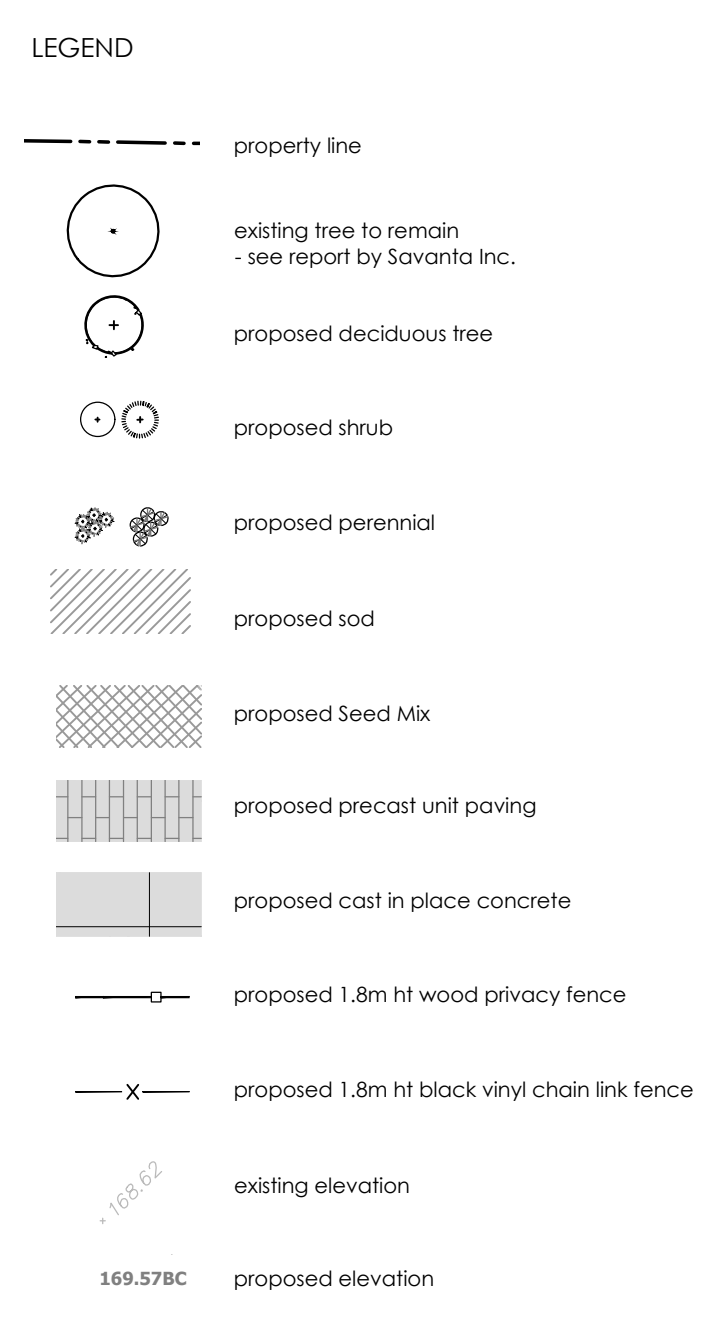 LEGEND
property line
existing tree to remain
- see report by Savanta Inc.
proposed deciduous tree
proposed shrub
proposed perennial
proposed sod
proposed Seed Mix
proposed precast unit paving
proposed cast in place concrete
proposed 1.8m ht wood privacy fence
X proposed 1.8m ht black vinyl chain link fence
+ 168.62 existing elevation
169.57BC proposed elevation